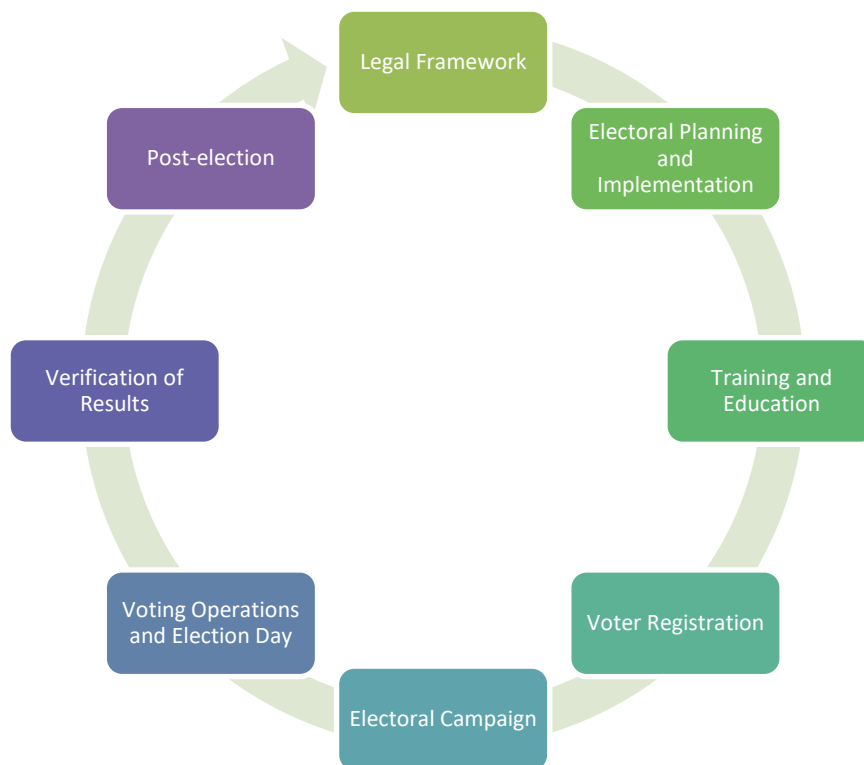 Legal Framework
Electoral Planning
and
Implementation
Training and
Education
Voter Registration
Electoral Campaign
Voting Operations
and Election Day
Verification of
Results
Post-election